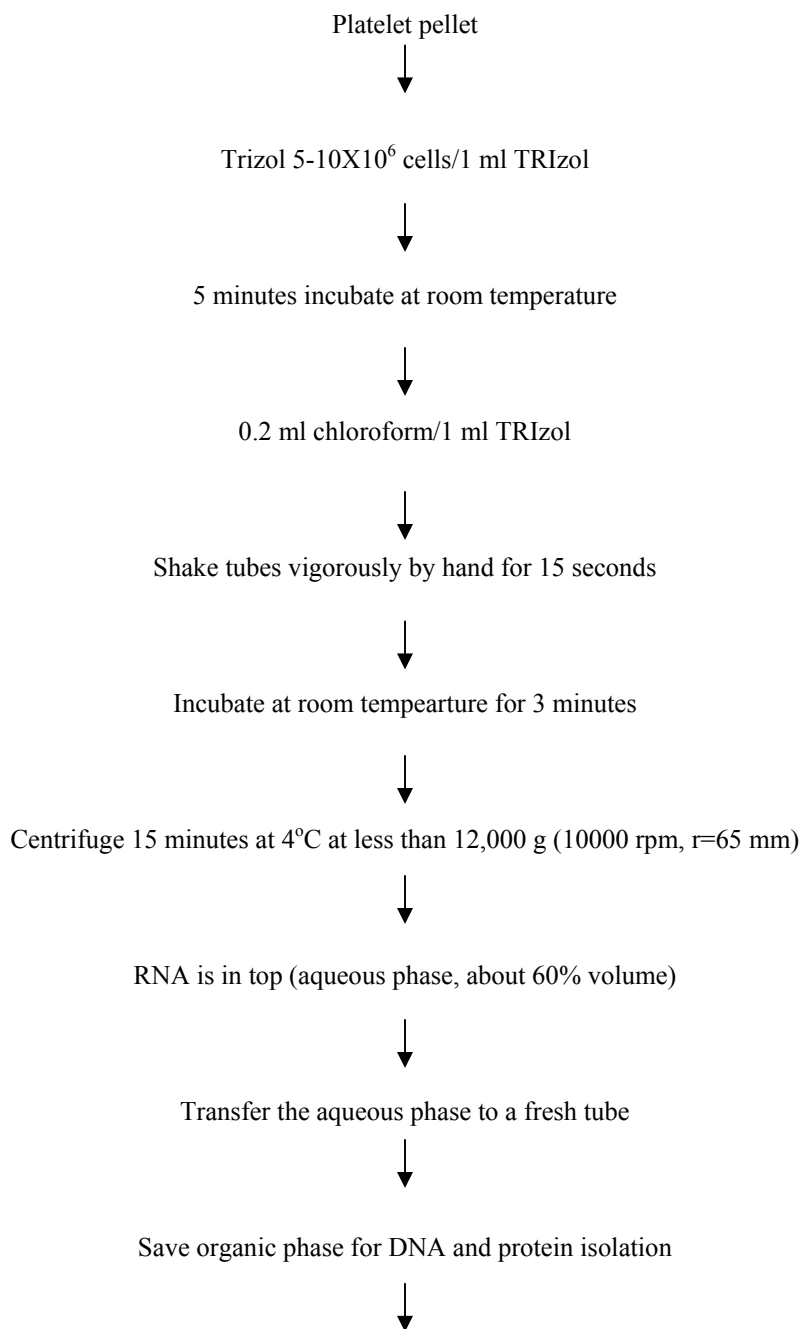 Platelet pellet
Trizol 5-10X10⁶ cells/1 ml TRIzol
5 minutes incubate at room temperature
0.2 ml chloroform/1 ml TRIzol
Shake tubes vigorously by hand for 15 seconds
Incubate at room tempearture for 3 minutes
Centrifuge 15 minutes at 4ºC at less than 12,000 g (10000 rpm, r=65 mm)
RNA is in top (aqueous phase, about 60% volume)
Transfer the aqueous phase to a fresh tube
Save organic phase for DNA and protein isolation